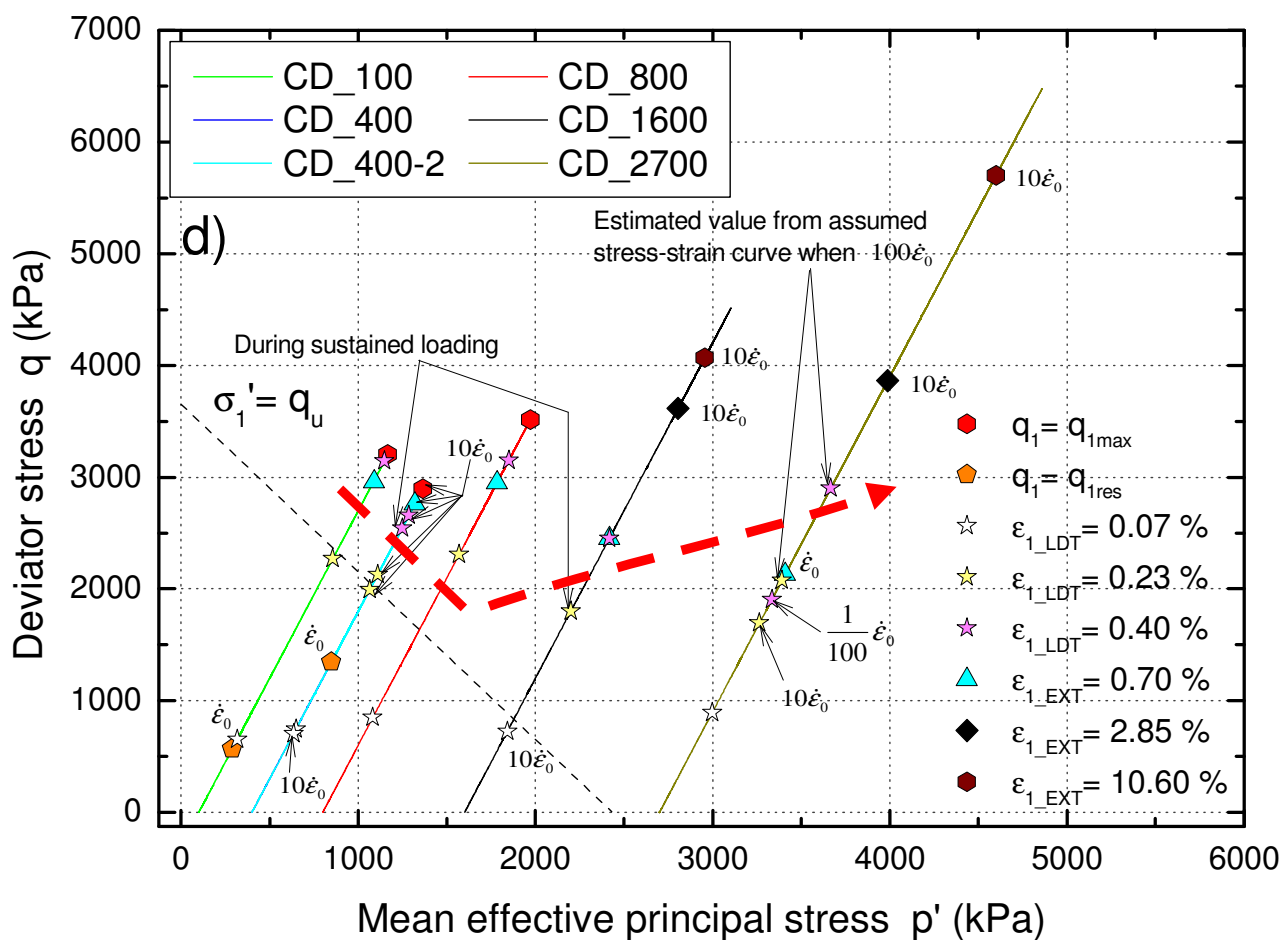 7000
6000
5000
4000
3000
2000
1000
0
Deviator stress q (kPa)
CD_100
CD_800
CD_400
CD_1600
CD_400-2
CD_2700
d)
Estimated value from assumed
stress-strain curve when 100ε̇₀
During sustained loading
σ₁'= qᵤ
10ε̇₀
10ε̇₀
10ε̇₀
10ε̇₀
10ε̇₀
ε̇₀
ε̇₀
ε̇₀
1/100 ε̇₀
10ε̇₀
10ε̇₀
10ε̇₀
q₁= q₁max
q₁= q₁res
ε₁_LDT= 0.07 %
ε₁_LDT= 0.23 %
ε₁_LDT= 0.40 %
ε₁_EXT= 0.70 %
ε₁_EXT= 2.85 %
ε₁_EXT= 10.60 %
0 1000 2000 3000 4000 5000 6000
Mean effective principal stress p' (kPa)